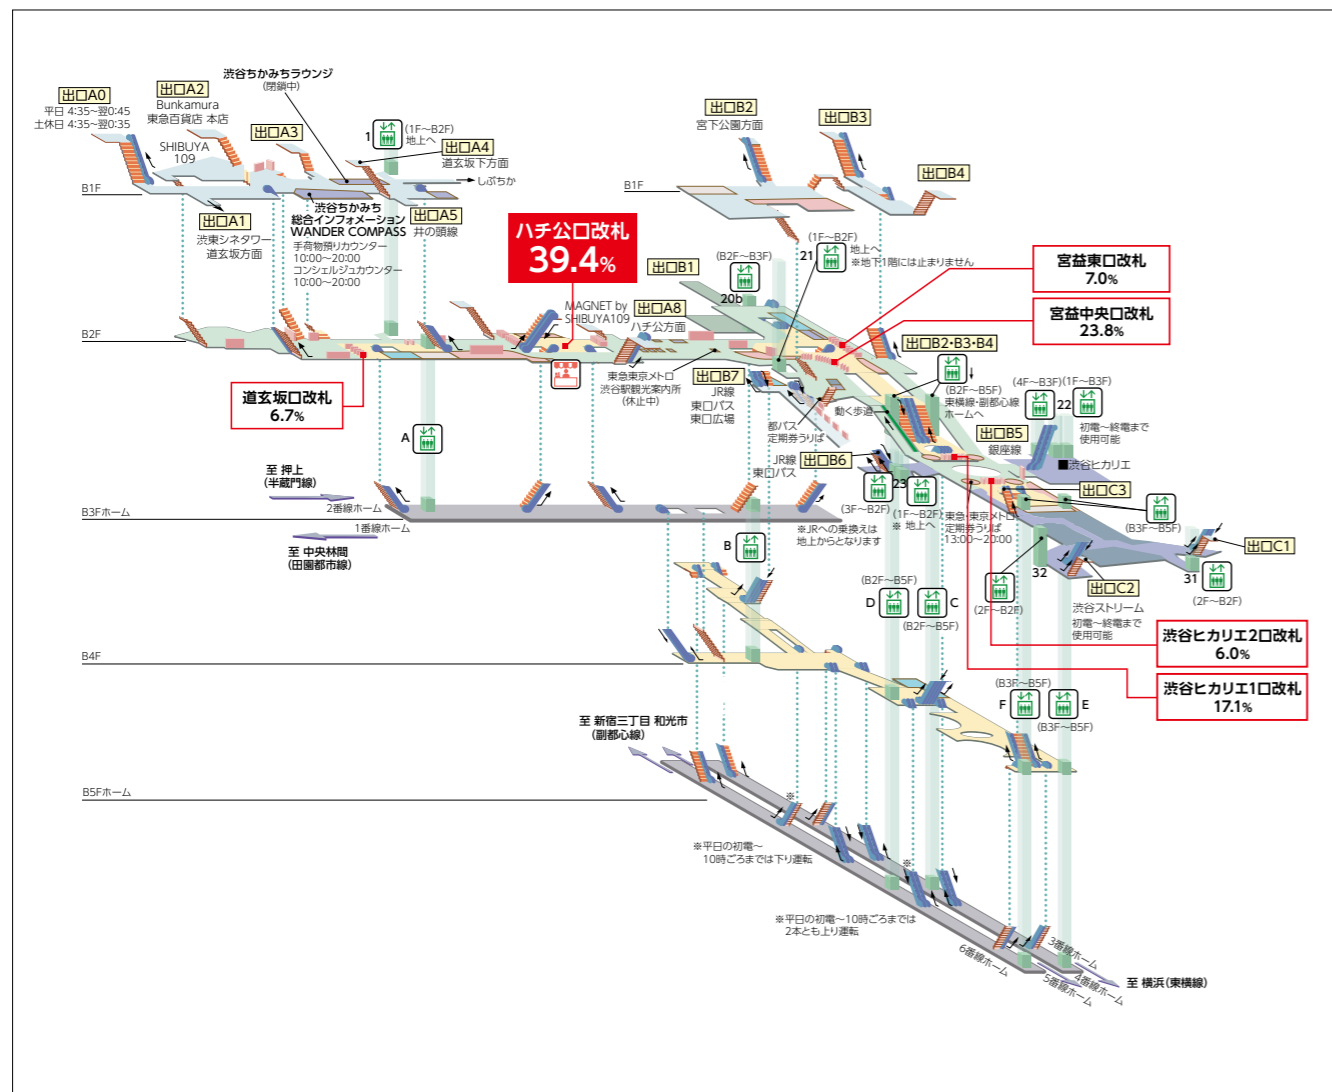 出口A0
平日 4:35~翌0:45
土休日 4:35~翌0:35
出口A2
Bunkamura
東急百貨店 本店
渋谷ちかみちラウンジ
(閉鎖中)
出口A3
SHIBUYA
109
1
(1F~B2F)
地上へ
出口A4
道玄坂下方面
しぶちか
B1F
出口A1
渋東シネタワー
道玄坂方面
渋谷ちかみち
総合インフォメーション
WANDER COMPASS
手荷物預りカウンター
10:00~20:00
コンシェルジュカウンター
10:00~20:00
出口A5
井の頭線
出口B2
宮下公園方面
出口B3
出口B4
B1F
ハチ公口改札
39.4%
出口B1
(B2F~B3F)
20b
(1F~B2F)
21
地上へ
※地下1階には止まりません
宮益東口改札
7.0%
宮益中央口改札
23.8%
B2F
MAGNET by
SHIBUYA109
出口A8
ハチ公方面
道玄坂口改札
6.7%
東急東京メトロ
渋谷駅観光案内所
(休止中)
出口B7
JR線
東口バス
東口広場
都バス
定期券うりば
動く歩道
出口B2・B3・B4
(B2F~B5F)
東横線・副都心線
ホームへ
(4F~B3F)
(1F~B3F)
22
初電~終電まで
使用可能
出口B5
銀座線
■渋谷ヒカリエ
A
至 押上
(半蔵門線)
2番線ホーム
B3Fホーム
1番線ホーム
至 中央林間
(田園都市線)
JR線
東口バス
出口B6
23
(3F~B2F)
(1F~B2F)
※ 地上へ
※JRへの乗換えは
地上からとなります
東急・東京メトロ
定期券うりば
13:00~20:00
出口C3
(B3F~B5F)
出口C1
B
32
31
(2F~B2F)
(2F~B2F)
出口C2
渋谷ストリーム
初電~終電まで
使用可能
(B2F~B5F)
D
C
(B2F~B5F)
渋谷ヒカリエ2口改札
6.0%
渋谷ヒカリエ1口改札
17.1%
B4F
(B3F~B5F)
F
E
(B3F~B5F)
至 新宿三丁目 和光市
(副都心線)
B5Fホーム
※
※平日の初電~
10時ごろまでは下り運転
※
※平日の初電~10時ごろまでは
2本とも上り運転
3番線ホーム
4番線ホーム
5番線ホーム
6番線ホーム
至 横浜(東横線)